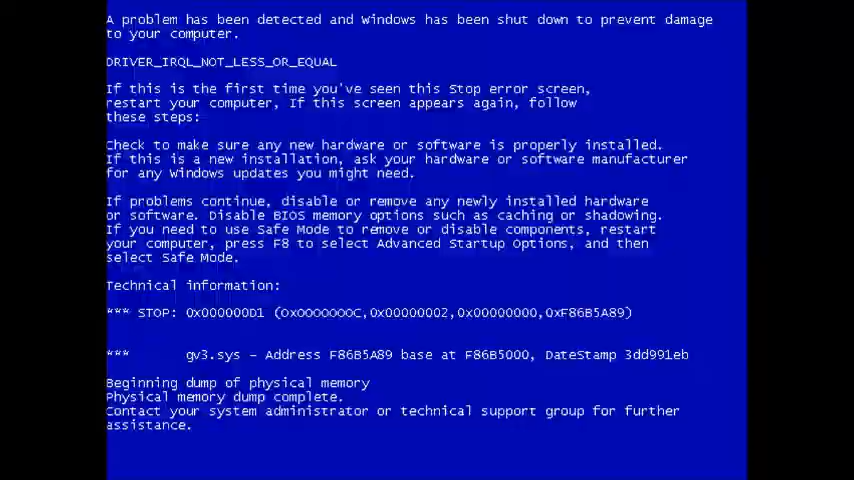 A problem has been detected and Windows has been shut down to prevent damage
to your computer.
DRIVER_IRQL_NOT_LESS_OR_EQUAL
If this is the first time you've seen this Stop error screen,
restart your computer, If this screen appears again, follow
these steps:
Check to make sure any new hardware or software is properly installed.
If this is a new installation, ask your hardware or software manufacturer
for any Windows updates you might need.
If problems continue, disable or remove any newly installed hardware
or software. Disable BIOS memory options such as caching or shadowing.
If you need to use Safe Mode to remove or disable components, restart
your computer, press F8 to select Advanced Startup Options, and then
select Safe Mode.
Technical information:
*** STOP: 0x000000D1 (0x0000000C,0x00000002,0x00000000,0xF86B5A89)
*** gv3.sys - Address F86B5A89 base at F86B5000, DateStamp 3dd991eb
Beginning dump of physical memory
Physical memory dump complete.
Contact your system administrator or technical support group for further
assistance.